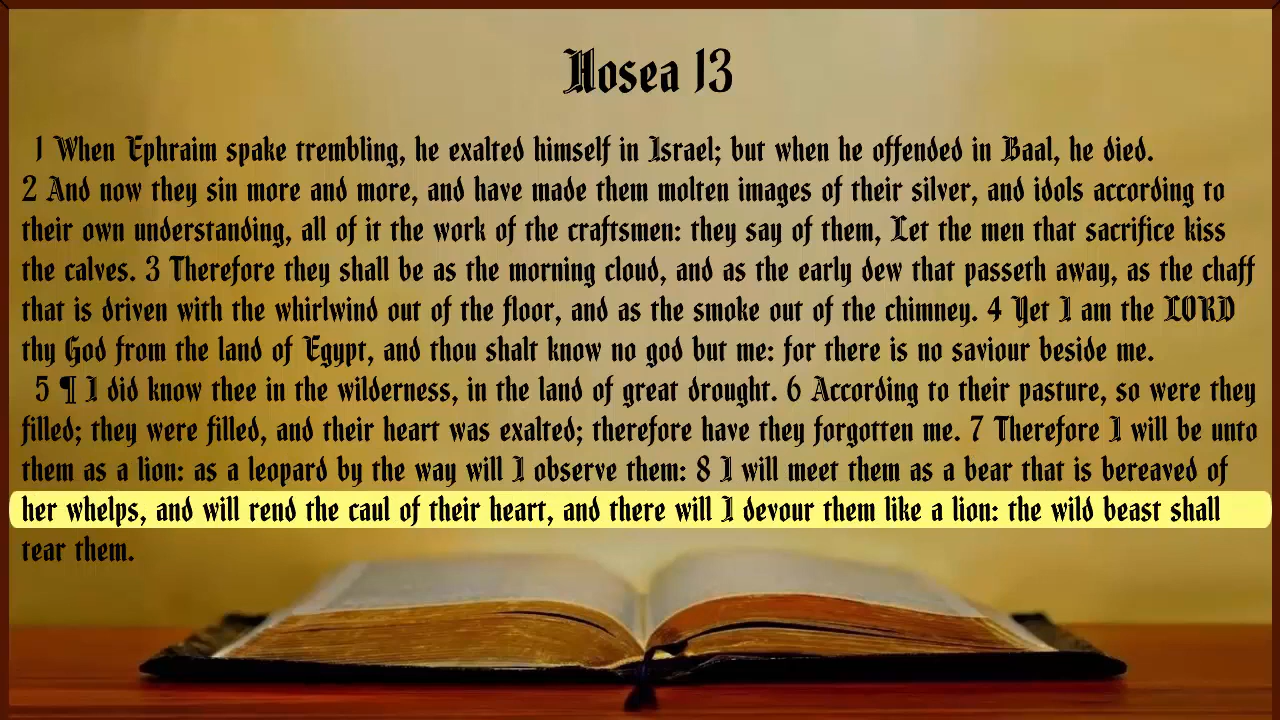 Hosea 13
1 When Ephraim spake trembling, he exalted himself in Israel; but when he offended in Baal, he died.
2 And now they sin more and more, and have made them molten images of their silver, and idols according to
their own understanding, all of it the work of the craftsmen: they say of them, Let the men that sacrifice kiss
the calves. 3 Therefore they shall be as the morning cloud, and as the early dew that passeth away, as the chaff
that is driven with the whirlwind out of the floor, and as the smoke out of the chimney. 4 Yet I am the LORD
thy God from the land of Egypt, and thou shalt know no god but me: for there is no saviour beside me.
5 ¶ I did know thee in the wilderness, in the land of great drought. 6 According to their pasture, so were they
filled; they were filled, and their heart was exalted; therefore have they forgotten me. 7 Therefore I will be unto
them as a lion: as a leopard by the way will I observe them: 8 I will meet them as a bear that is bereaved of
her whelps, and will rend the caul of their heart, and there will I devour them like a lion: the wild beast shall
tear them.